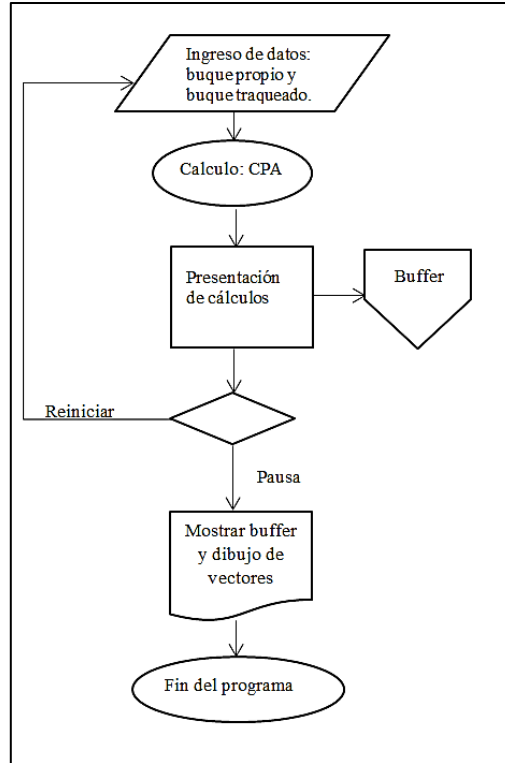 Ingreso de datos:
buque propio y
buque traqueado.
Calculo: CPA
Presentación
de cálculos
Buffer
Reiniciar
Pausa
Mostrar buffer
y dibujo de
vectores
Fin del programa